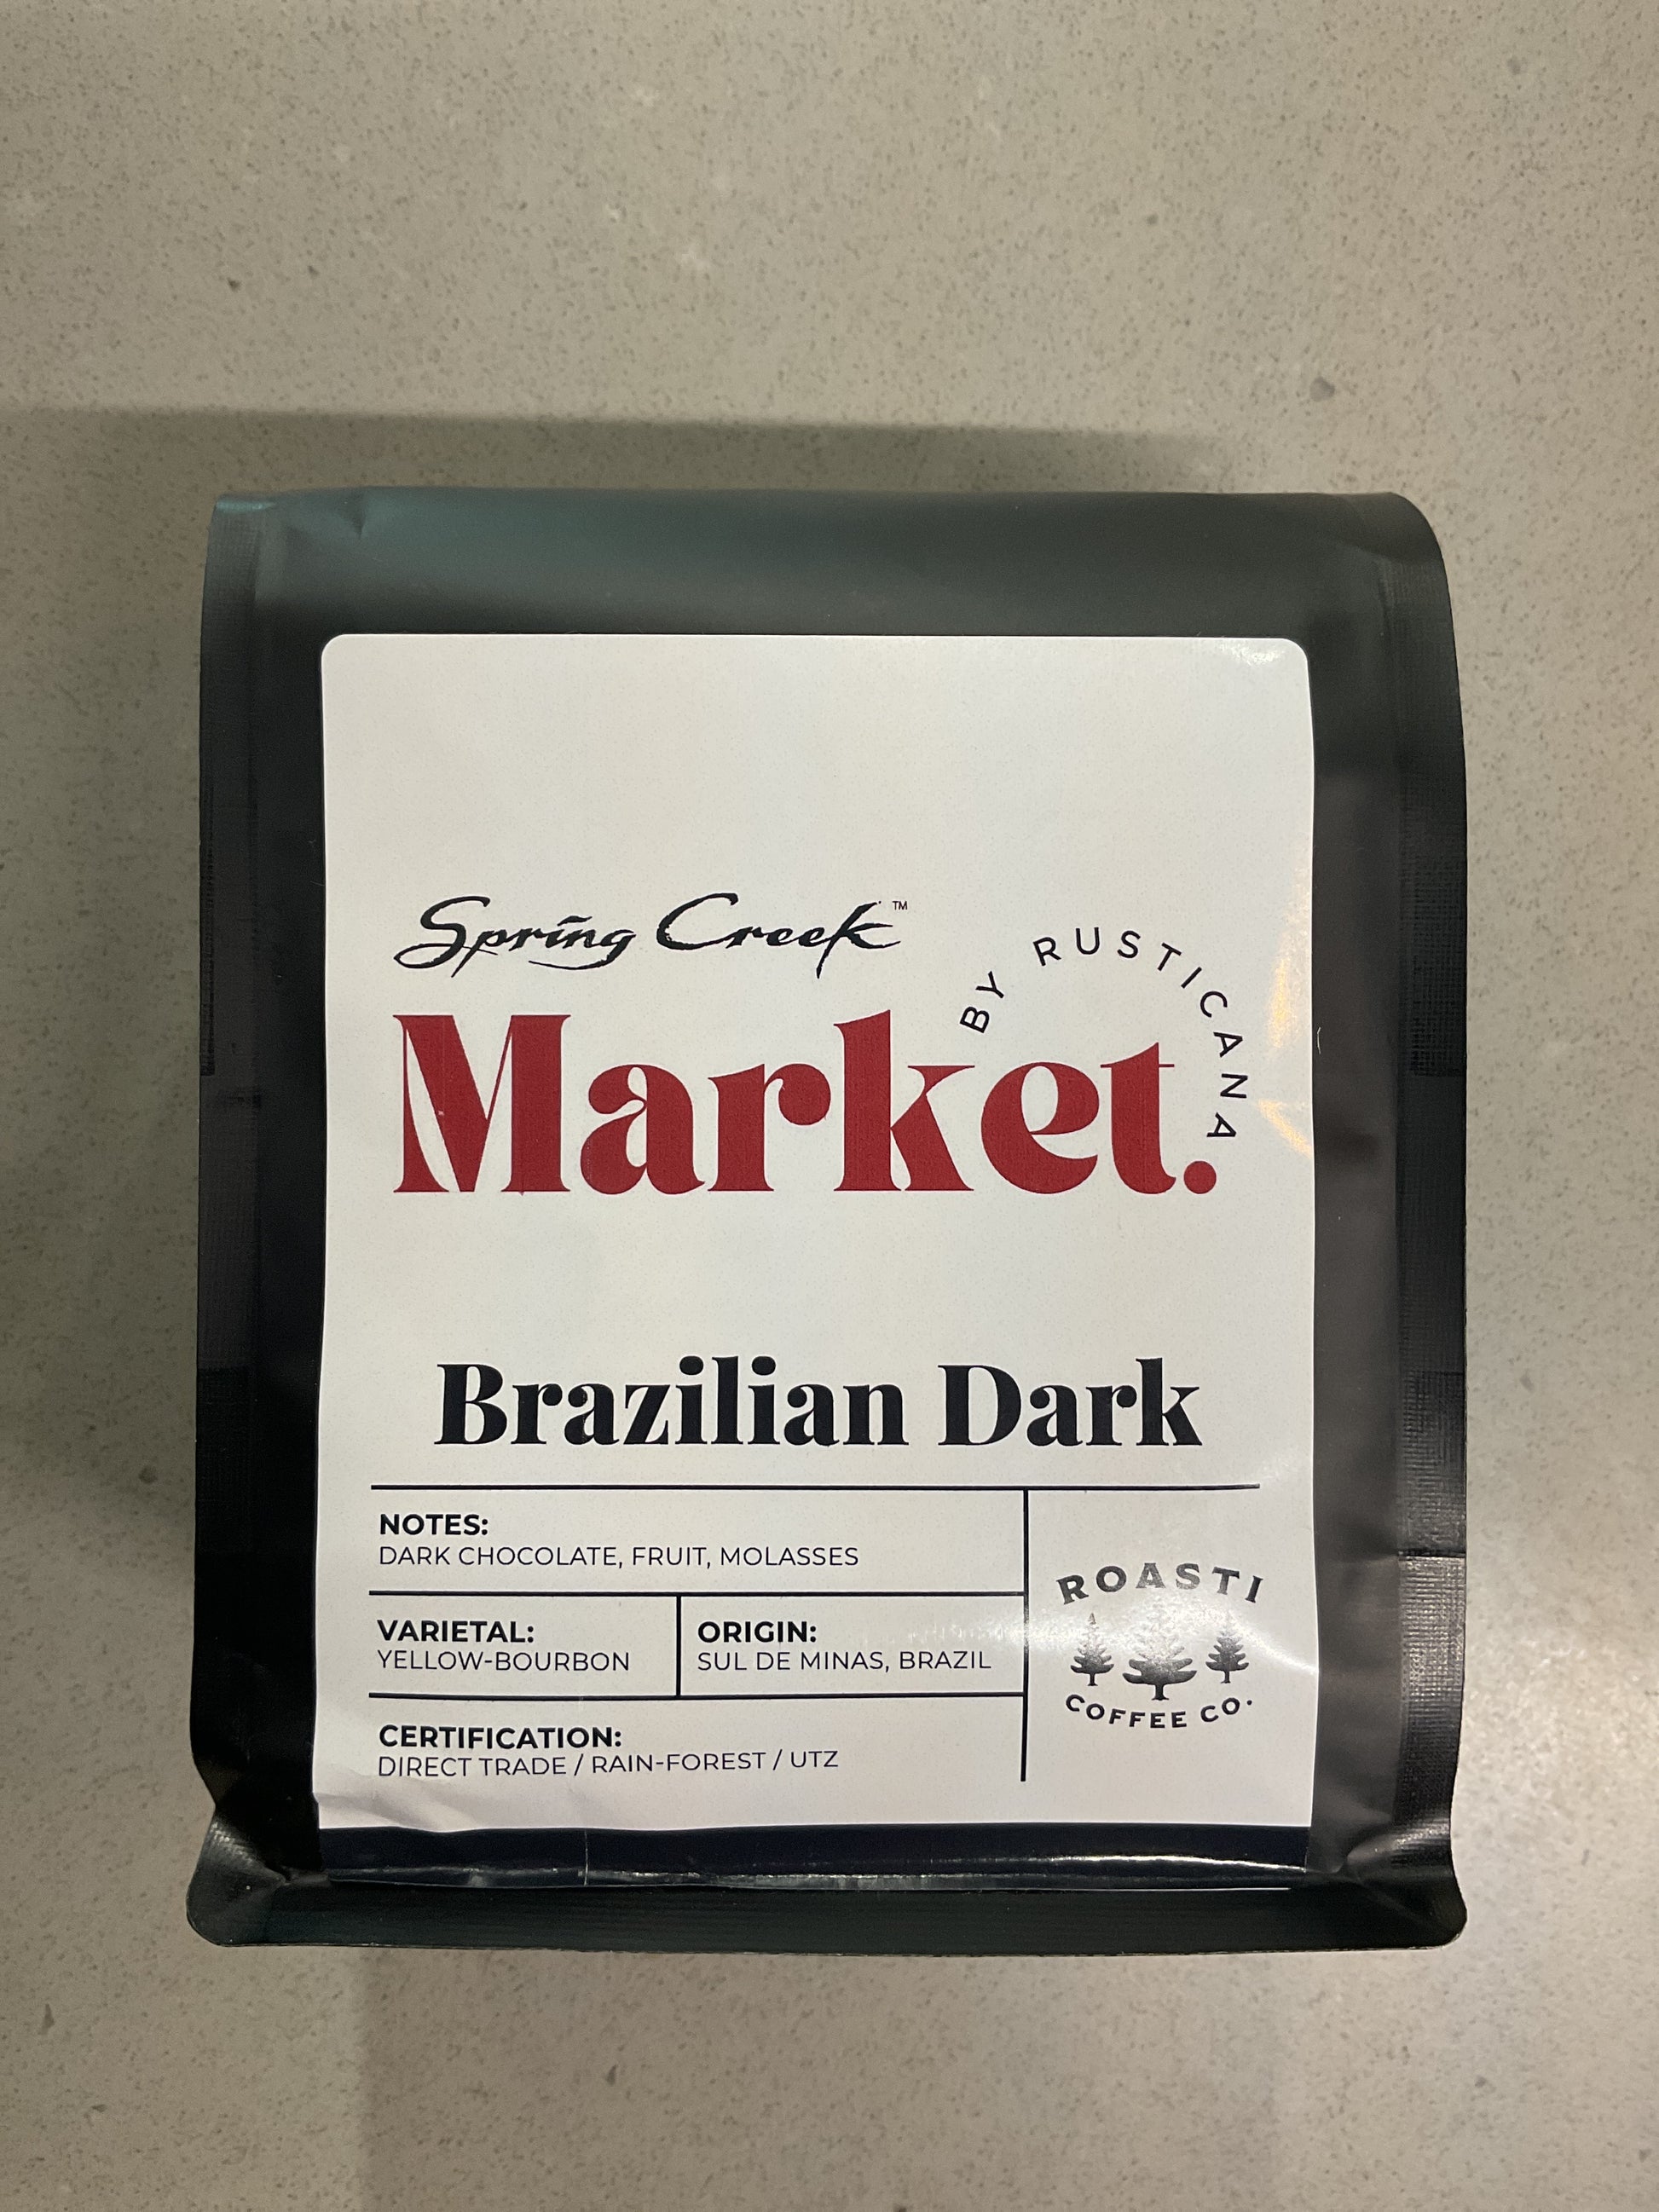 Spring Creek™
BY RUSTICANA
Market.
Brazilian Dark
NOTES:
DARK CHOCOLATE, FRUIT, MOLASSES
VARIETAL:
YELLOW-BOURBON
ORIGIN:
SUL DE MINAS, BRAZIL
CERTIFICATION:
DIRECT TRADE / RAIN-FOREST / UTZ
ROASTI
COFFEE CO.